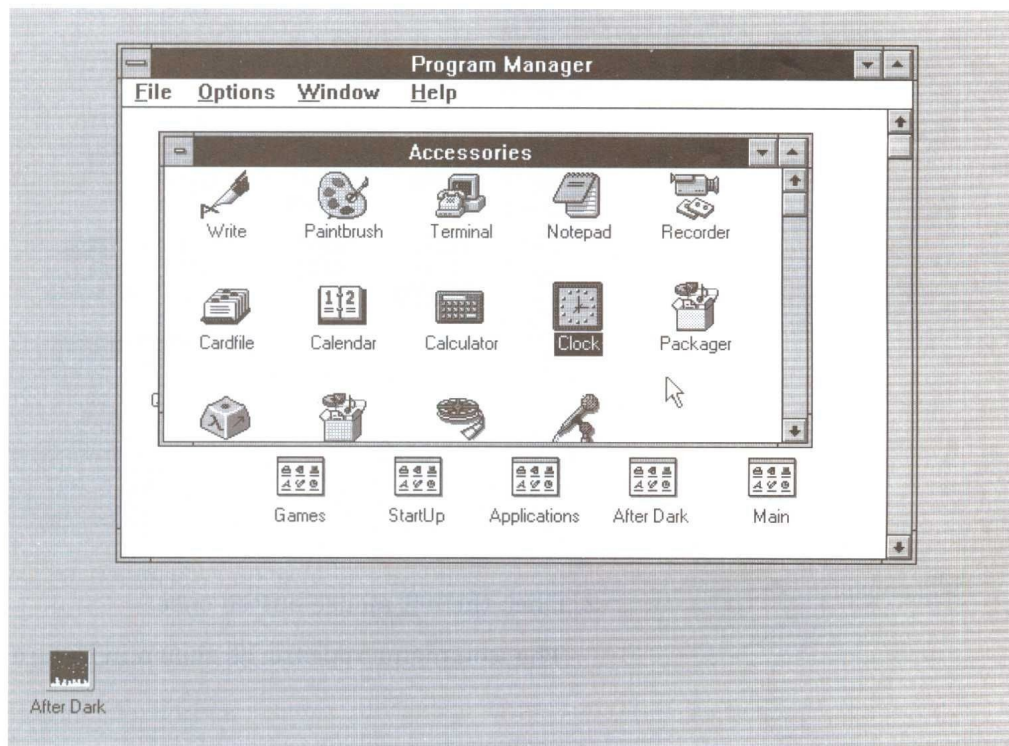 Program Manager
File Options Window Help
Accessories
Write Paintbrush Terminal Notepad Recorder
Cardfile Calendar Calculator Clock Packager
Games StartUp Applications After Dark Main
After Dark